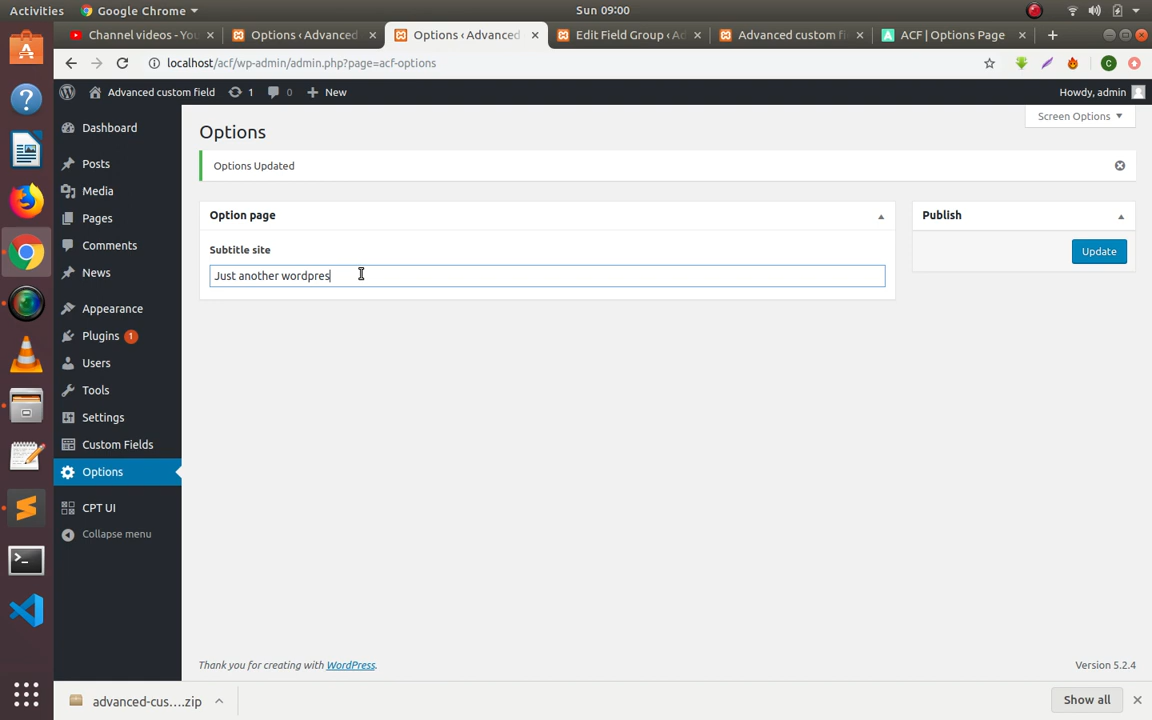 Activities Google Chrome Sun 09:00
Channel videos - You
Options ‹ Advanced
Options ‹ Advanced
Edit Field Group ‹ Ad
Advanced custom fi
ACF | Options Page
localhost/acf/wp-admin/admin.php?page=acf-options
C
Advanced custom field 1 0 New Howdy, admin
Screen Options
Dashboard
Posts
Media
Pages
Comments
News
Appearance
Plugins 1
Users
Tools
Settings
Custom Fields
Options
CPT UI
Collapse menu
Options
Options Updated
Option page
Subtitle site
Just another wordpres
Publish
Update
Thank you for creating with WordPress.
Version 5.2.4
advanced-cus....zip
Show all